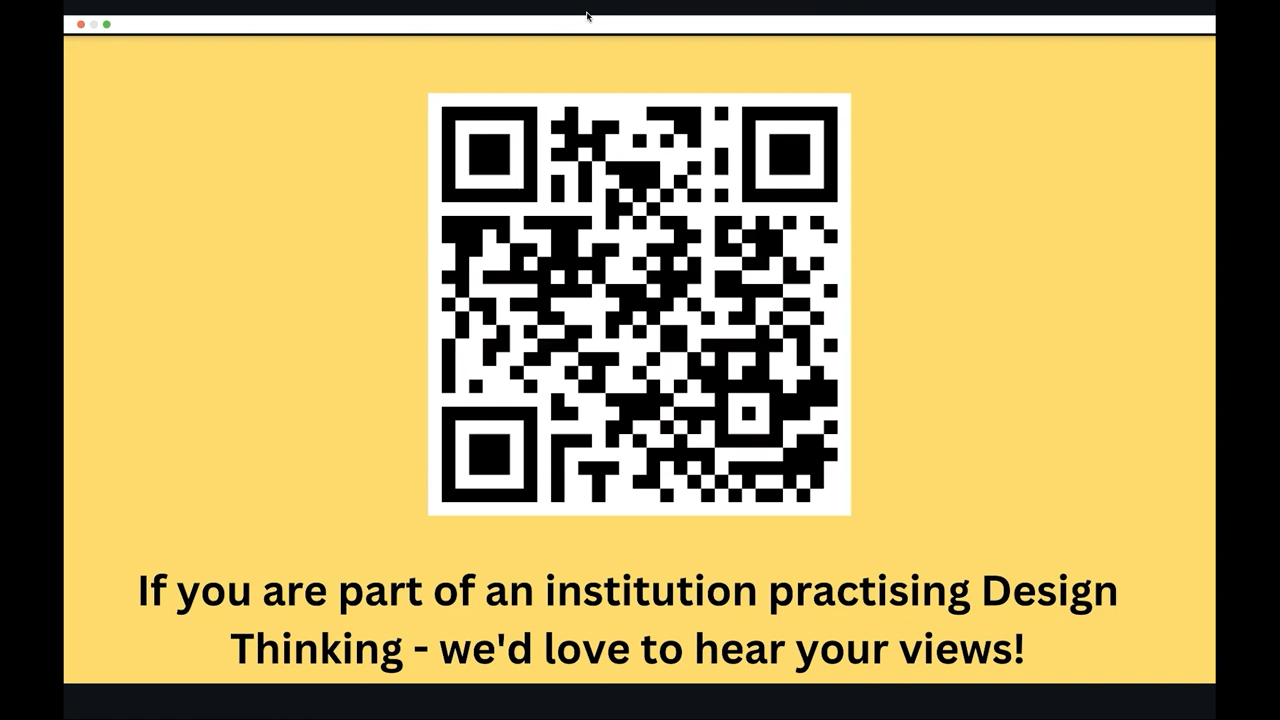 If you are part of an institution practising Design
Thinking - we'd love to hear your views!